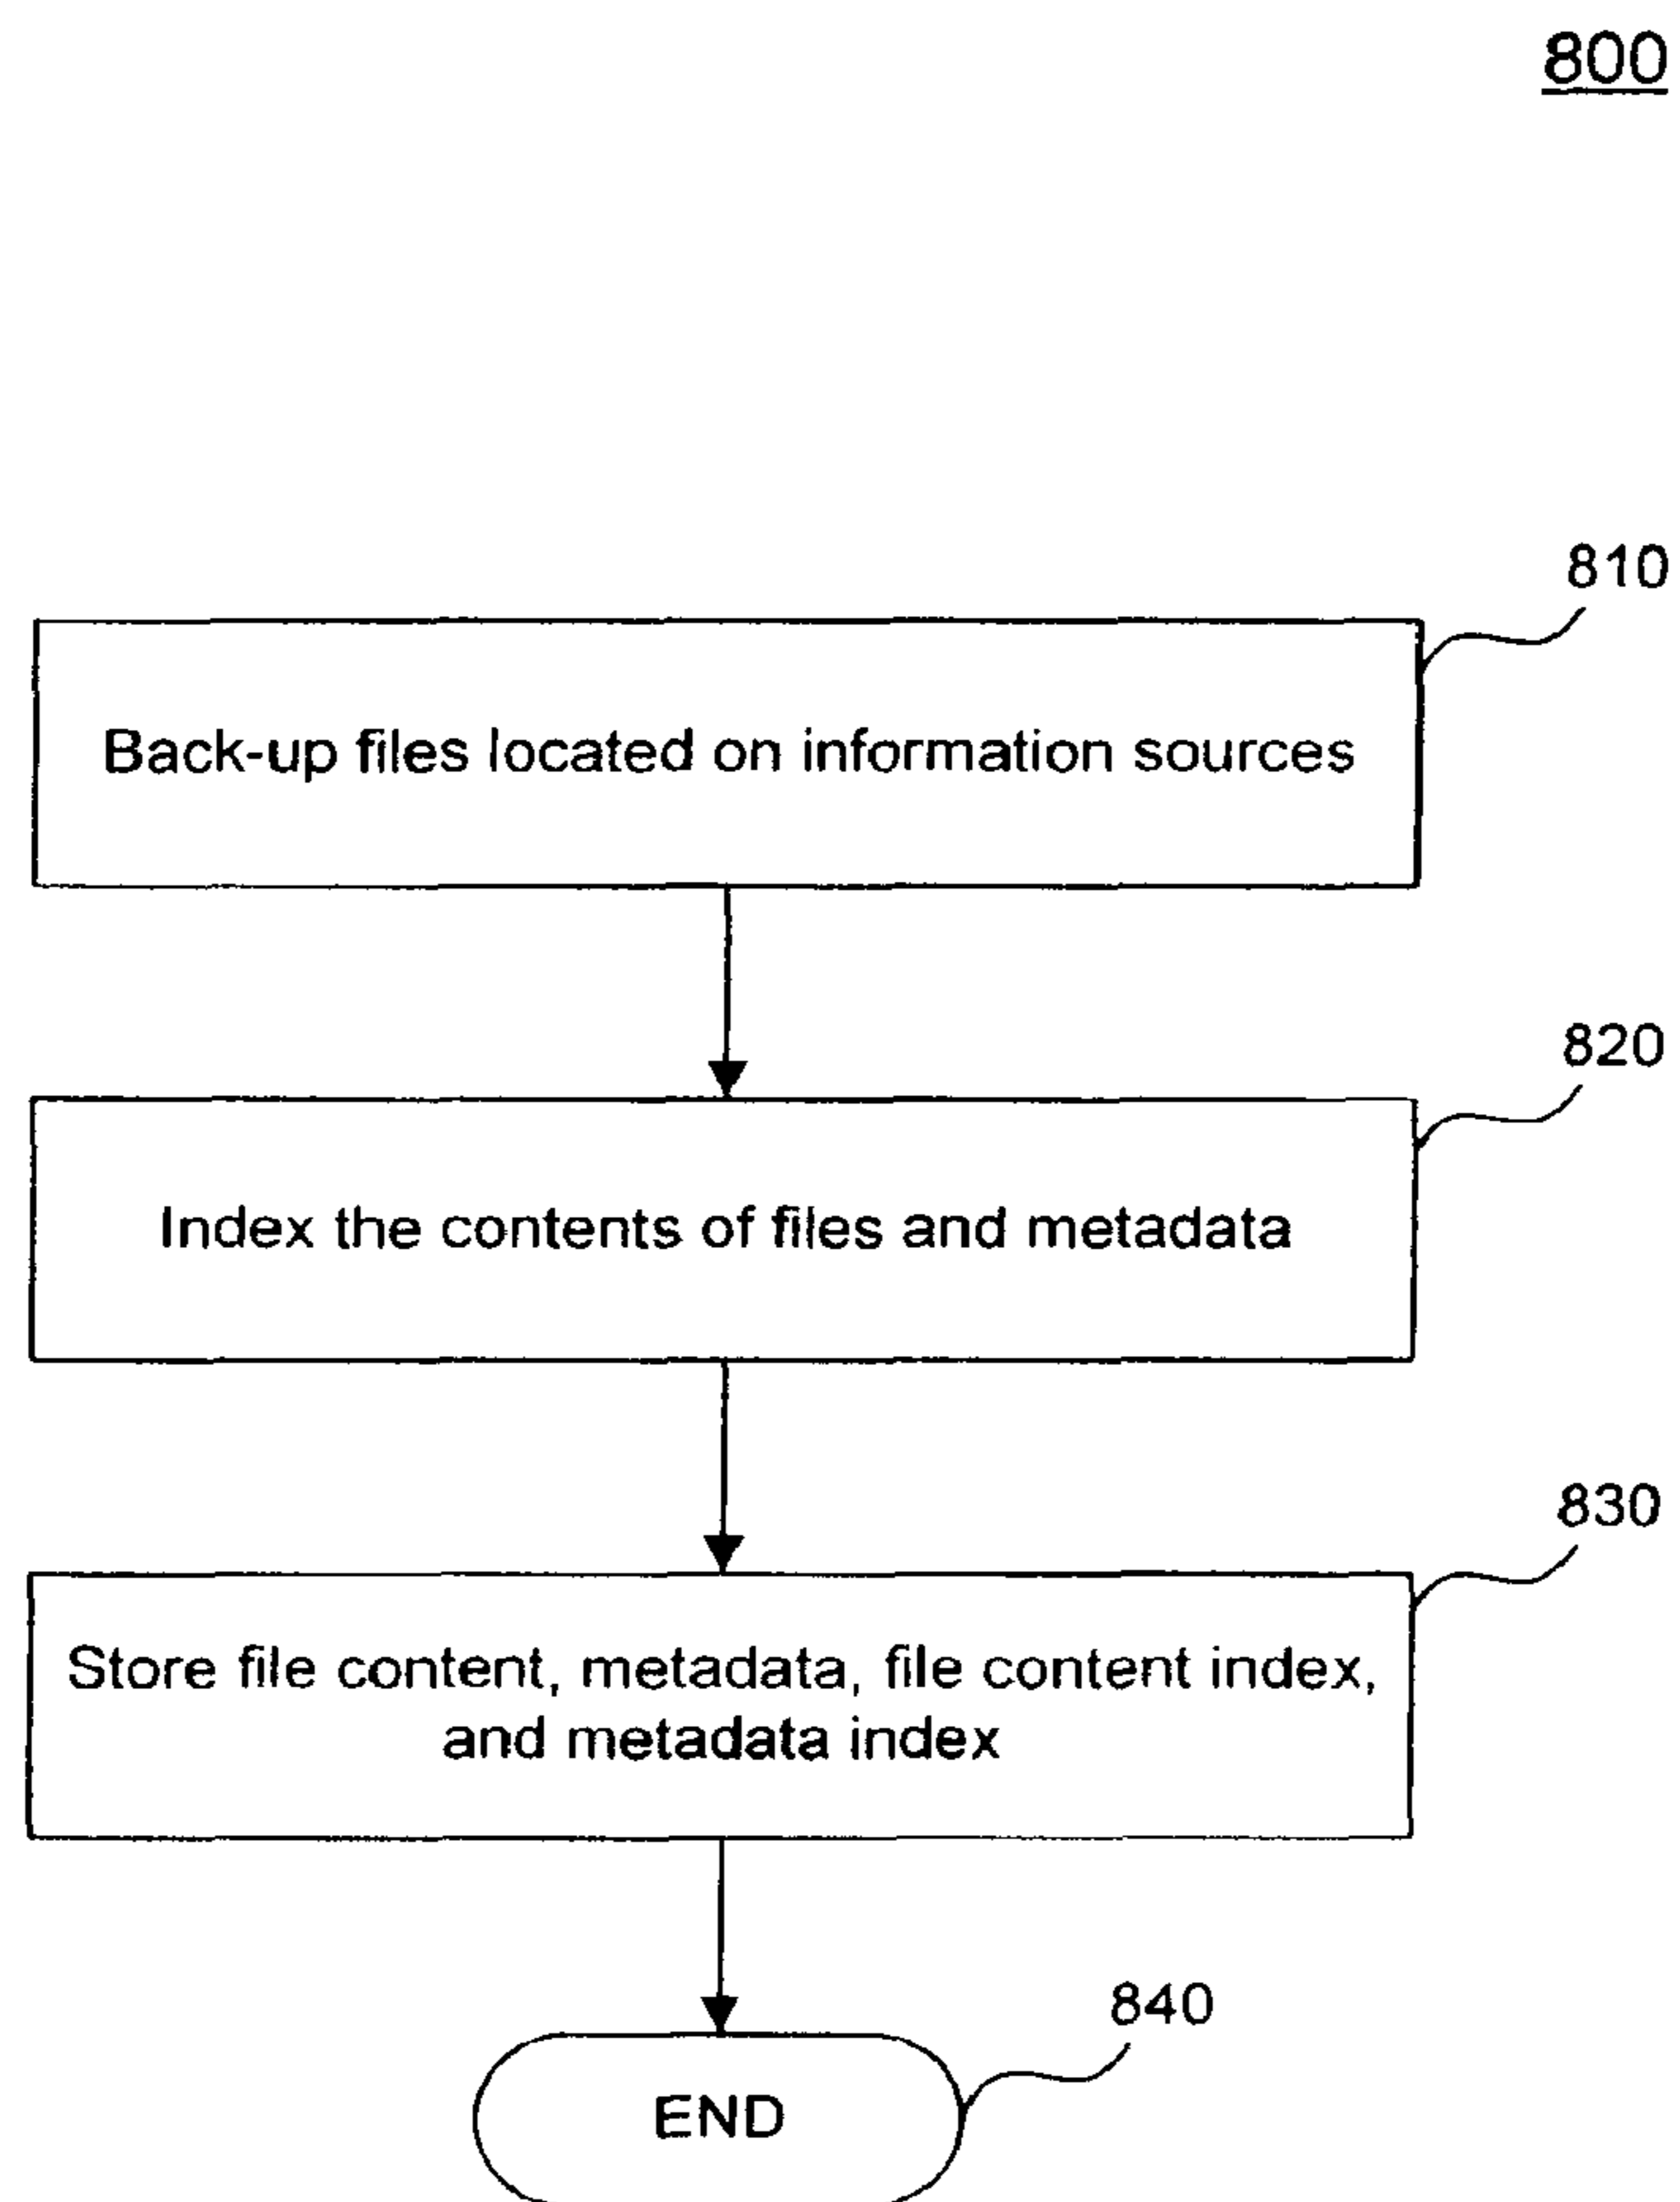 800
810
Back-up files located on information sources
820
Index the contents of files and metadata
830
Store file content, metadata, file content index,
and metadata index
840
END